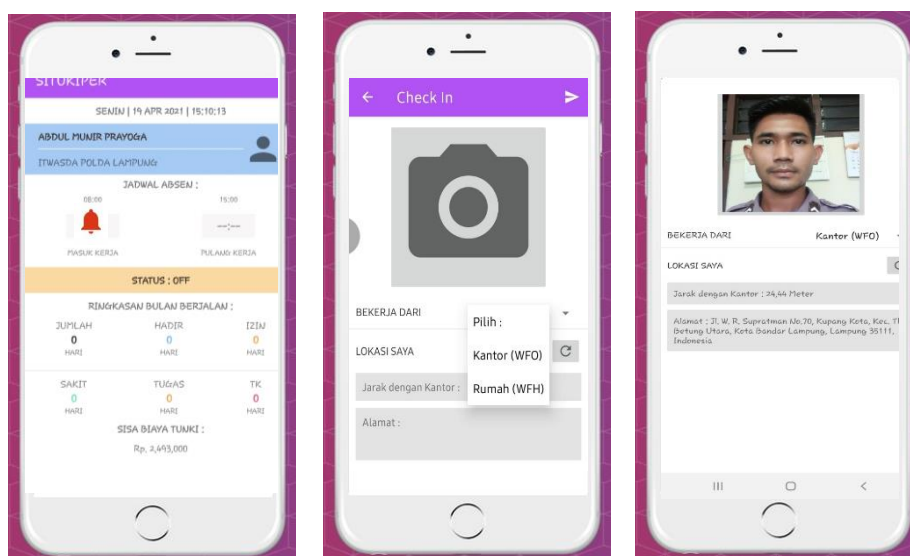 SITUKIPER
SENIN | 19 APR 2021 | 15:10:13
ABDUL MUNIR PRAYOGA
ITWASDA POLDA LAMPUNG
JADWAL ABSEN :
08:00 15:00
--:--
MASUK KERJA PULANG KERJA
STATUS : OFF
RINGKASAN BULAN BERJALAN :
JUMLAH HADIR IZIN
0 0 0
HARI HARI HARI
SAKIT TUGAS TK
0 0 0
HARI HARI HARI
SISA BIAYA TUNKI :
Rp. 2,493,000
Check In
BEKERJA DARI
Pilih :
Kantor (WFO)
Rumah (WFH)
LOKASI SAYA
Jarak dengan Kantor :
Alamat :
BEKERJA DARI Kantor (WFO)
LOKASI SAYA
Jarak dengan Kantor : 24,44 Meter
Alamat : Jl. W. R. Supratman No.70, Kupang Kota, Kec.
Betung Utara, Kota Bandar Lampung, Lampung 35111,
Indonesia